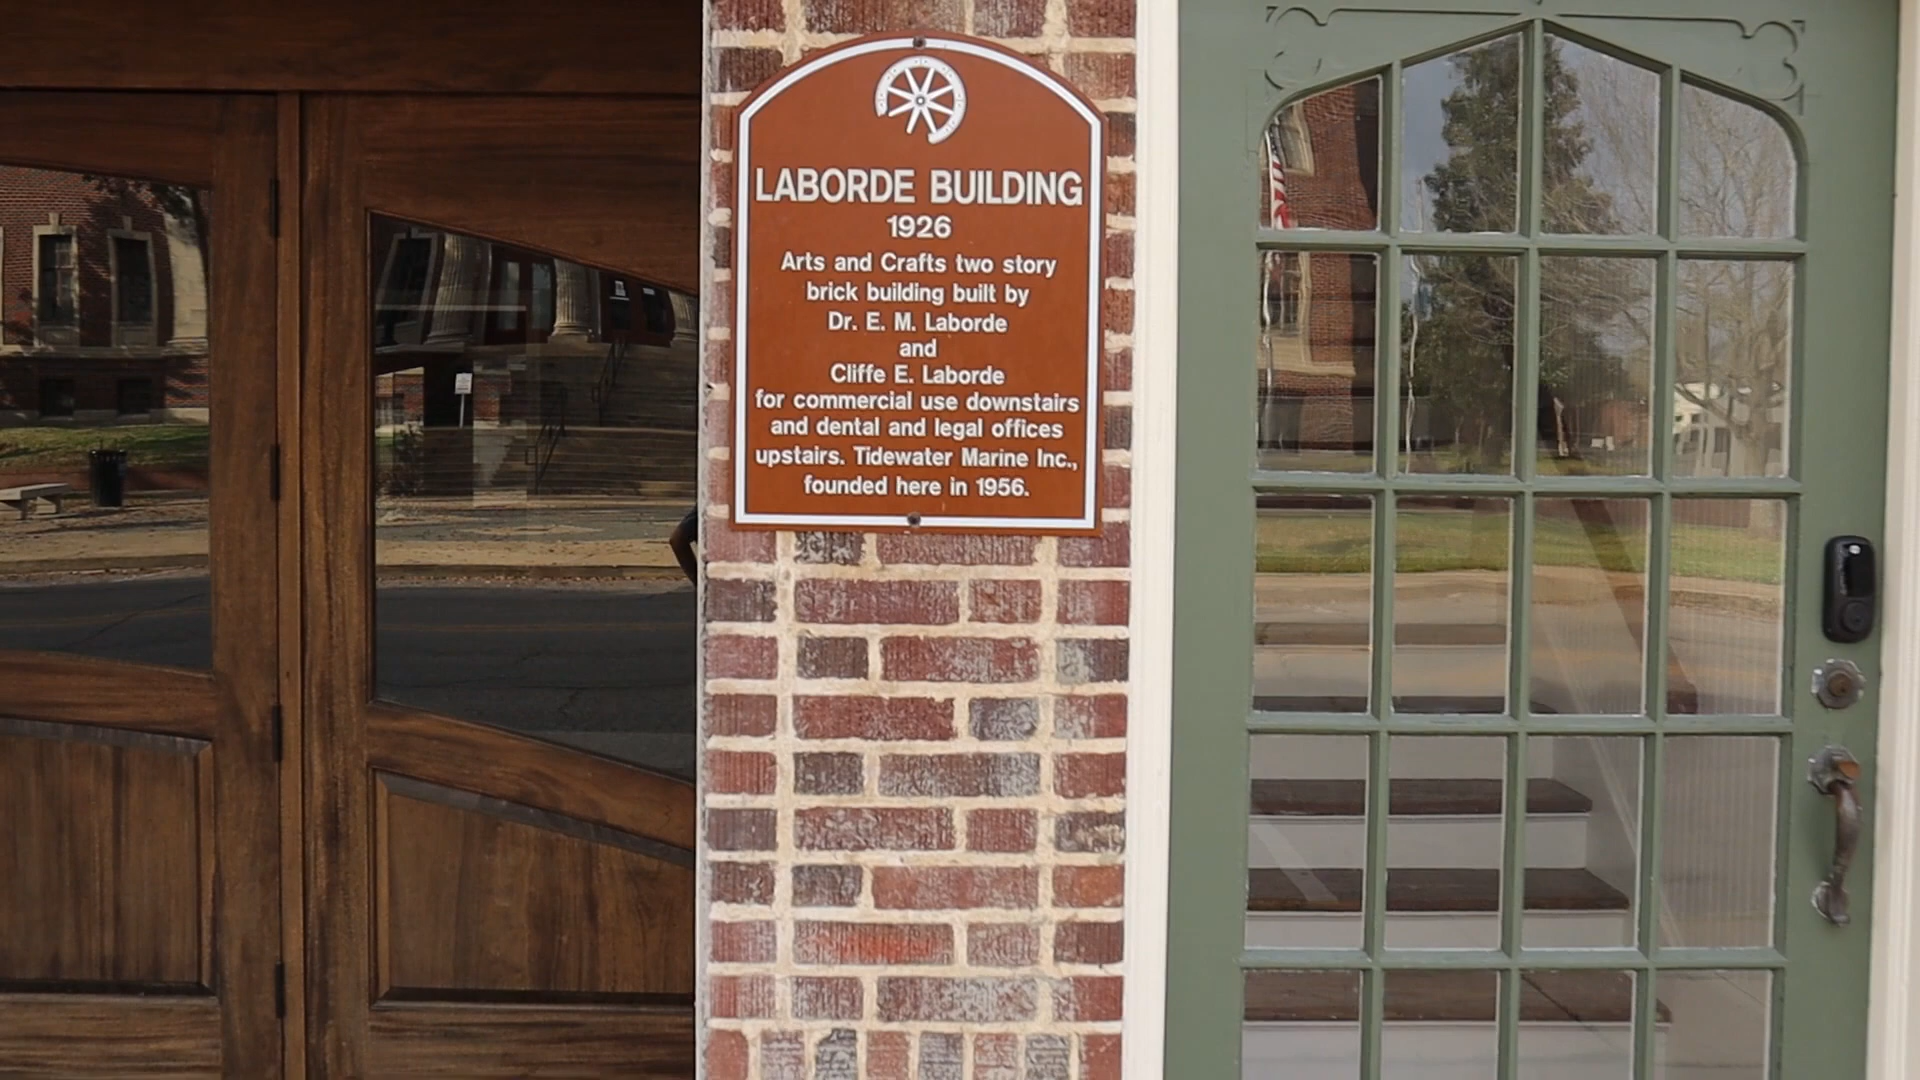 LABORDE BUILDING
1926
Arts and Crafts two story
brick building built by
Dr. E. M. Laborde
and
Cliffe E. Laborde
for commercial use downstairs
and dental and legal offices
upstairs. Tidewater Marine Inc.,
founded here in 1956.